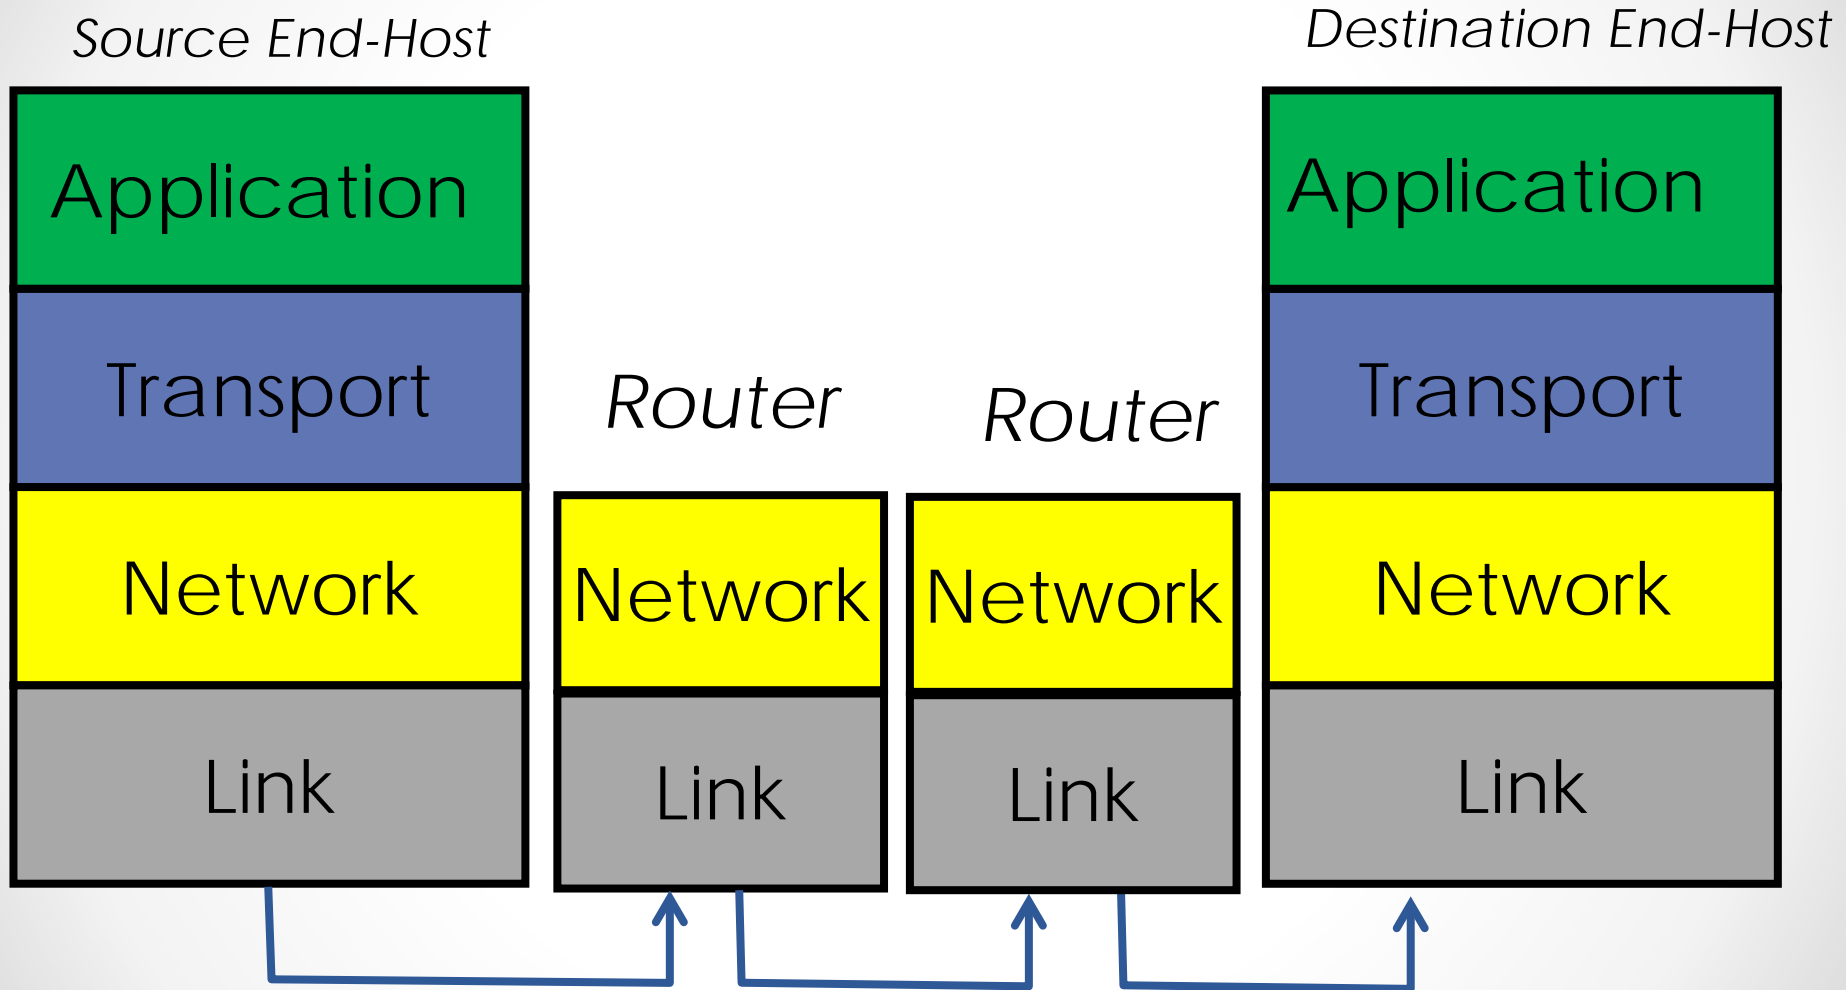 Source End-Host
Destination End-Host
Application
Transport
Network
Link
Router
Network
Link
Router
Network
Link
Application
Transport
Network
Link